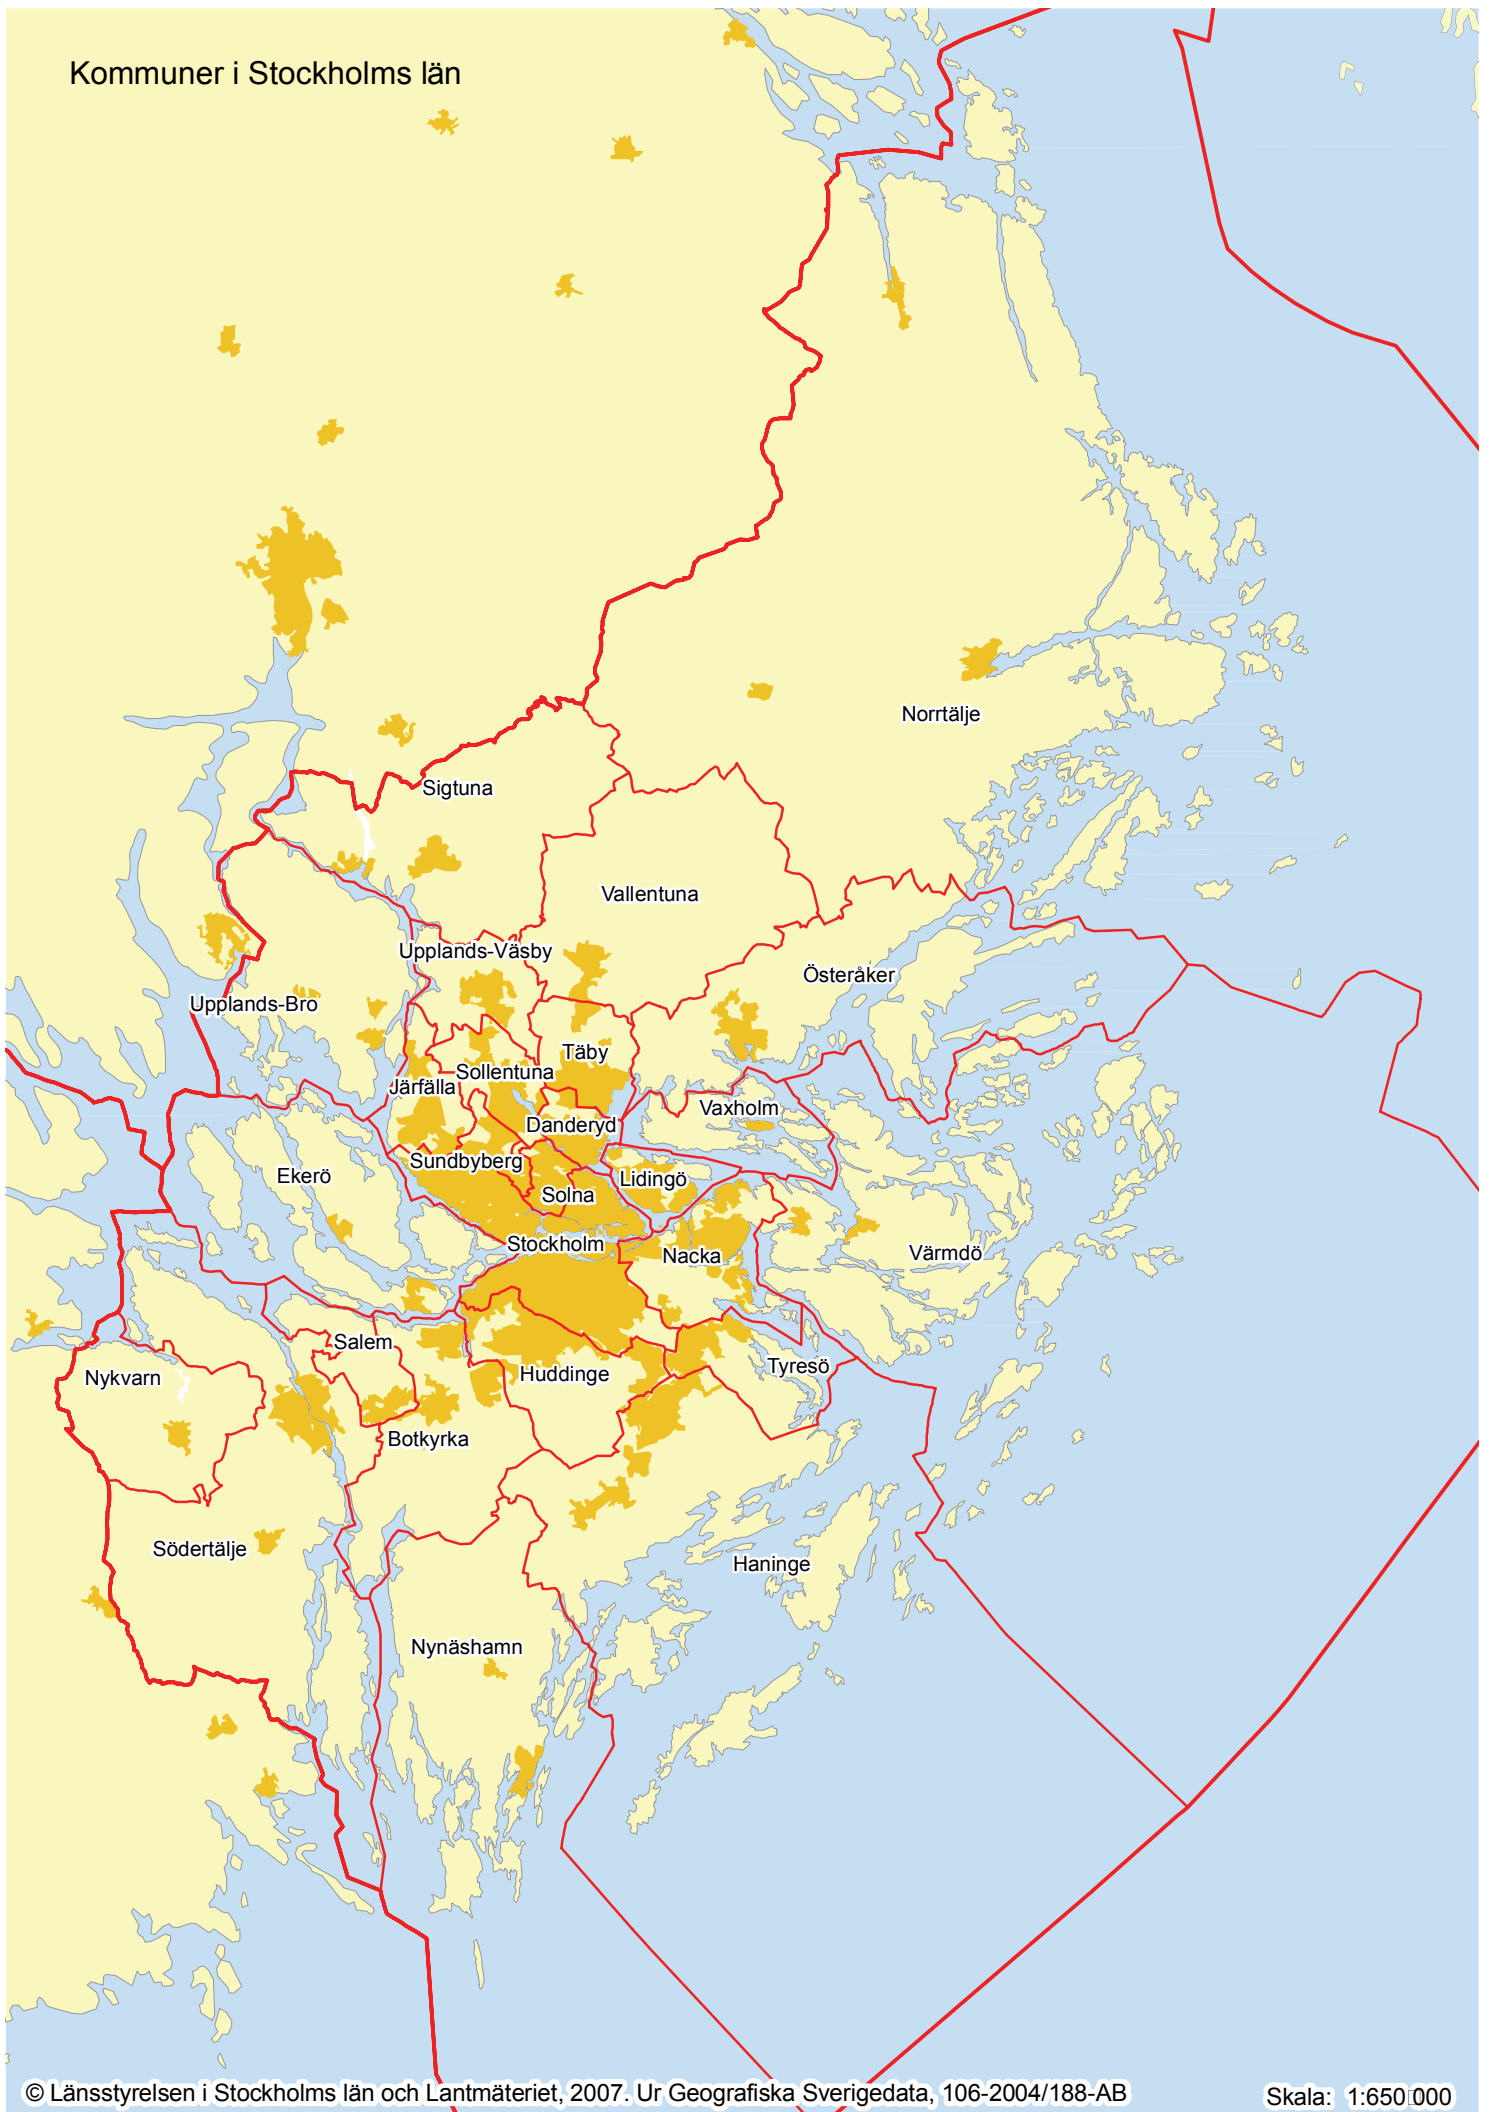 Kommuner i Stockholms län
Norrtälje
Sigtuna
Vallentuna
Upplands-Väsby
Österåker
Upplands-Bro
Täby
Sollentuna
Järfälla
Vaxholm
Danderyd
Sundbyberg
Ekerö
Lidingö
Solna
Stockholm
Nacka
Värmdö
Salem
Tyresö
Nykvarn
Huddinge
Botkyrka
Södertälje
Haninge
Nynäshamn
© Länsstyrelsen i Stockholms län och Lantmäteriet, 2007. Ur Geografiska Sverigedata, 106-2004/188-AB
Skala: 1:650 000